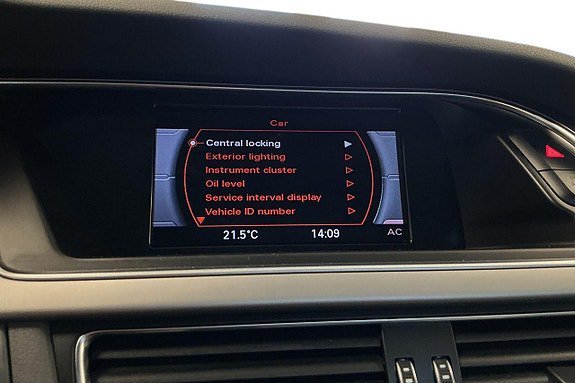 Car
Central locking
Exterior lighting
Instrument cluster
Oil level
Service interval display
Vehicle ID number
21.5°C 14:09 AC